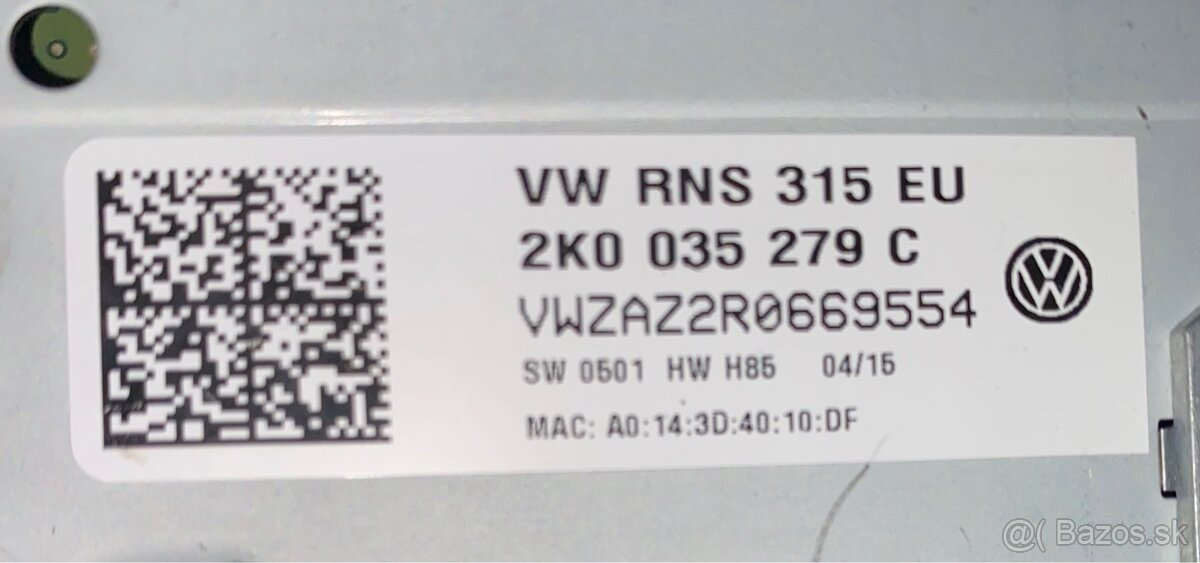 VW RNS 315 EU
2K0 035 279 C
VWZAZ2R0669554
SW 0501 HW H85 04/15
MAC: A0:14:3D:40:10:DF
@( Bazos.sk